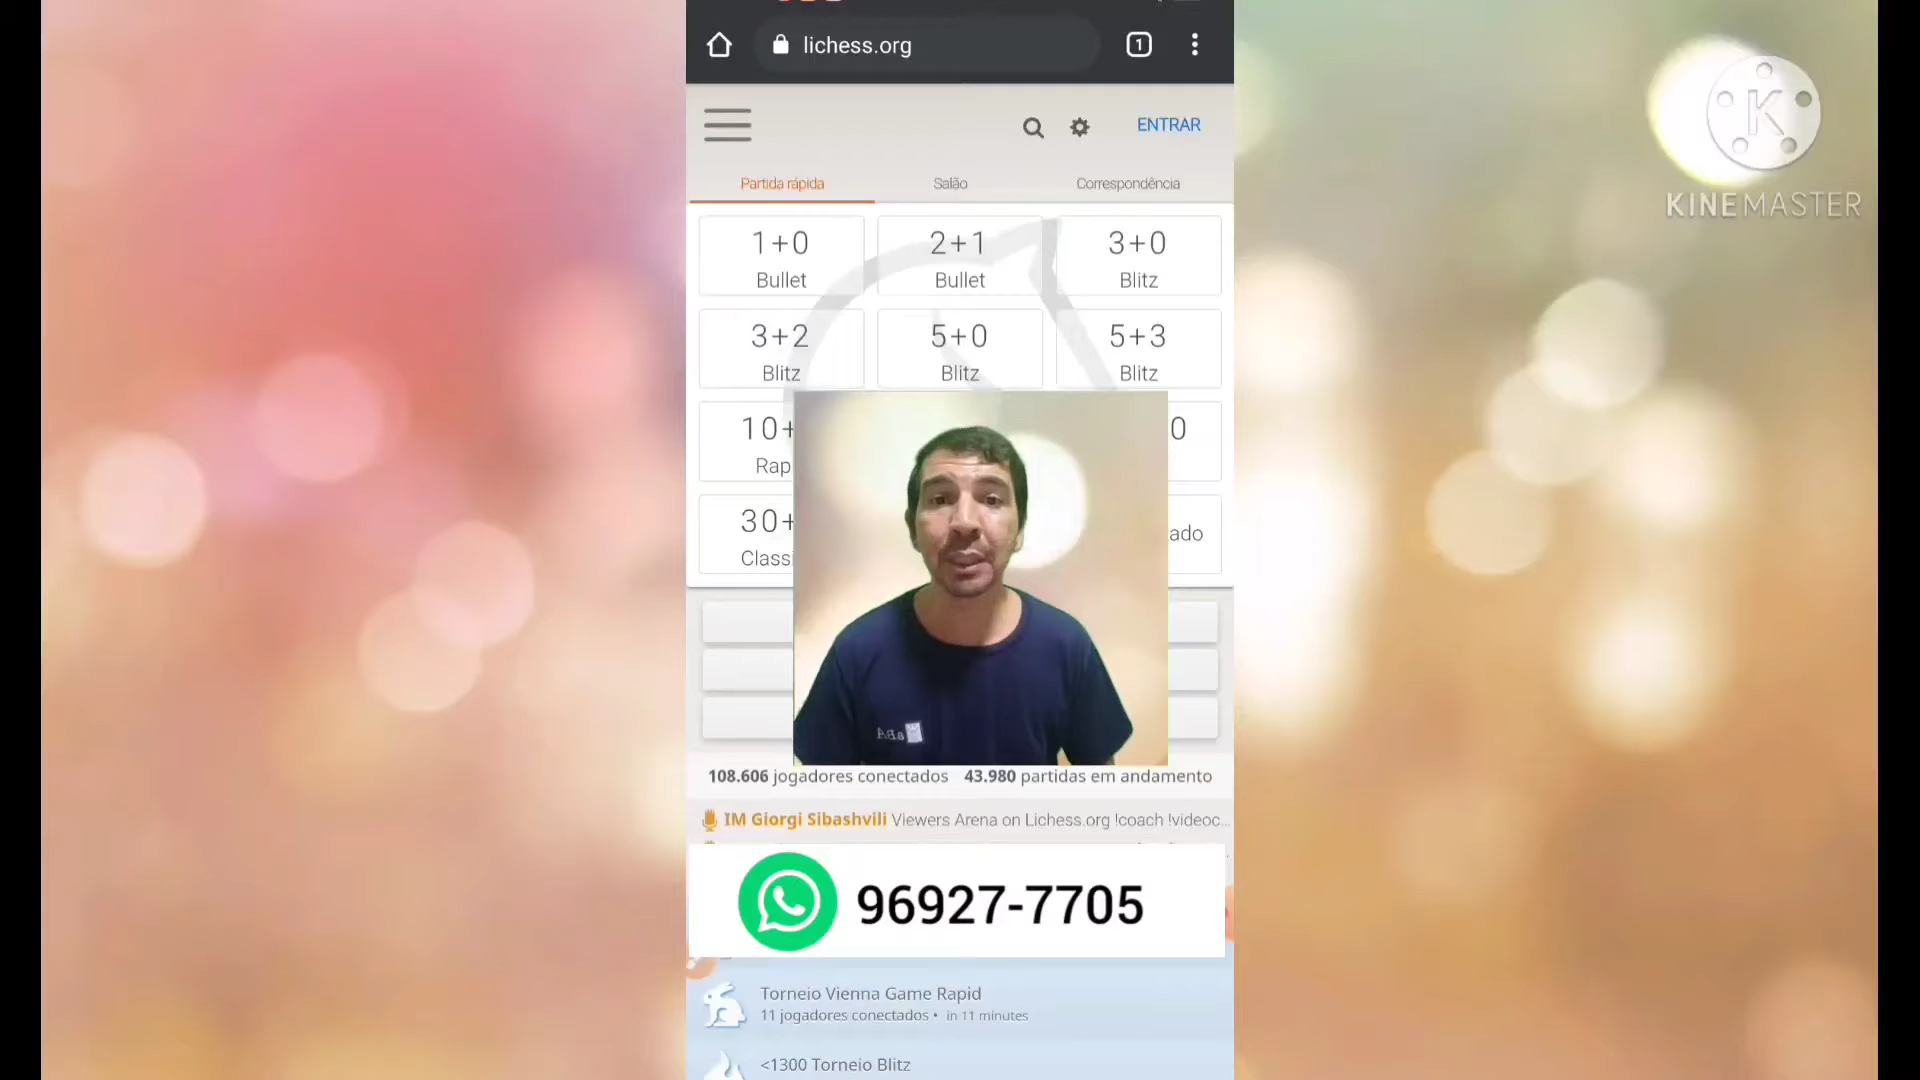 lichess.org
1
ENTRAR
Partida rápida
Salão
Correspondência
1+0
Bullet
2+1
Bullet
3+0
Blitz
3+2
Blitz
5+0
Blitz
5+3
Blitz
10+
Rap
0
30+
Classi
ado
108.606 jogadores conectados
43.980 partidas em andamento
IM Giorgi Sibashvili Viewers Arena on Lichess.org !coach !videoc...
96927-7705
Torneio Vienna Game Rapid
11 jogadores conectados • in 11 minutes
<1300 Torneio Blitz
K
KINEMASTER